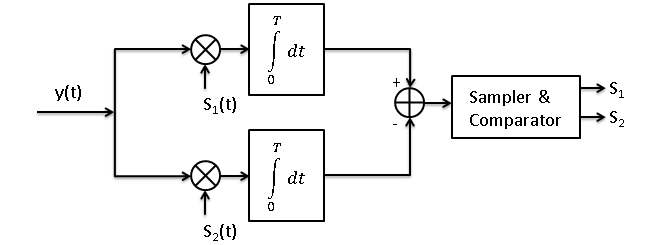 y(t)
T
∫ dt
0
S₁(t)
+
-
Sampler &
Comparator
S₁
S₂
T
∫ dt
0
S₂(t)